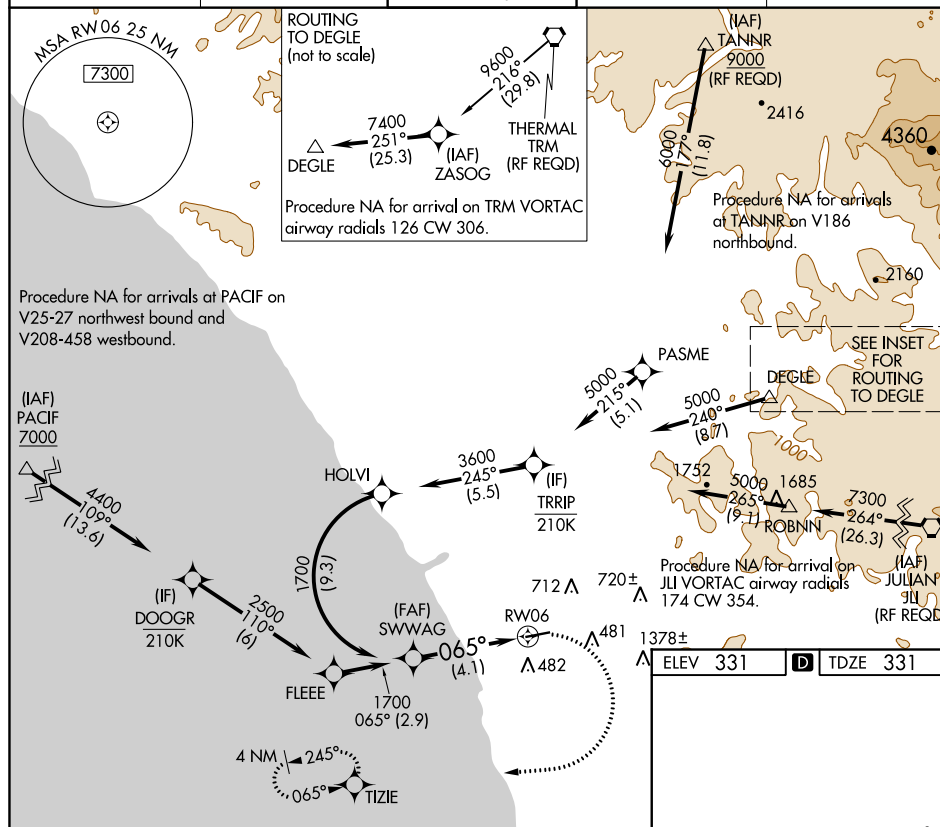 MSA RW06 25 NM
7300
ROUTING
TO DEGLE
(not to scale)
9600
216°
(29.8)
7400
251°
(25.3)
DEGLE
(IAF)
ZASOG
THERMAL
TRM
(RF REQD)
Procedure NA for arrival on TRM VORTAC
airway radials 126 CW 306.
(IAF)
TANNR
9000
(RF REQD)
2416
4360
6000
177°
(11.8)
Procedure NA for arrivals
at TANNR on V186
northbound.
2160
Procedure NA for arrivals at PACIF on
V25-27 northwest bound and
V208-458 westbound.
SEE INSET
FOR
ROUTING
TO DEGLE
PASME
5000
215°
(5.1)
DEGLE
5000
240°
(8.7)
1000
(IAF)
PACIF
7000
4400
109°
(13.6)
HOLVI
3600
245°
(5.5)
(IF)
TRRIP
210K
1752
5000
265°
(9.1)
1685
ROBNN
7300
264°
(26.3)
(IAF)
JULIAN
JLI
(RF REQD
Procedure NA for arrival on
JLI VORTAC airway radials
174 CW 354.
1700
(9.3)
(IF)
DOOGR
210K
2500
110°
(6)
712
720±
RW06
481
1378±
482
(FAF)
SWWAG
065°
(4.1)
FLEEE
1700
065° (2.9)
4 NM
245°
065°
TIZIE
ELEV 331
D
TDZE 331